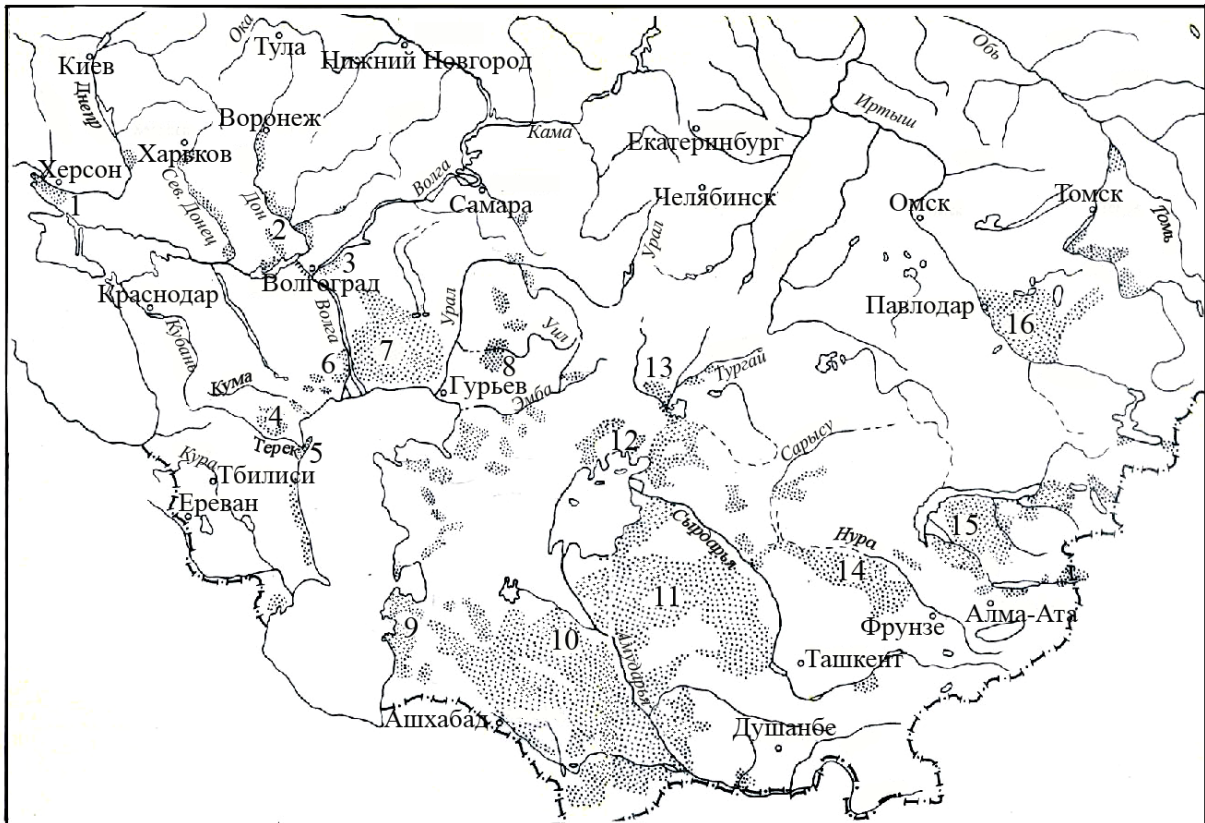 Ока
Тула
Нижний Новгород
Обь
Киев
Днепр
Воронеж
Кама
Иртыш
Екатеринбург
Харьков
Херсон
1
Сев. Донец
Дон
2
Волга
Самара
Челябинск
Урал
Омск
Томск
Томь
3
Волгоград
Краснодар
Кубань
Волга
Урал
Уил
Павлодар
16
6
7
8
13
Тургай
Кума
Гурьев
Эмба
4
Терек
5
12
Сарысу
Кура
Тбилиси
Ереван
Сырдарья
15
Нура
14
11
9
10
Алма-Ата
Фрунзе
Амударья
Ташкент
Ашхабад
Душанбе